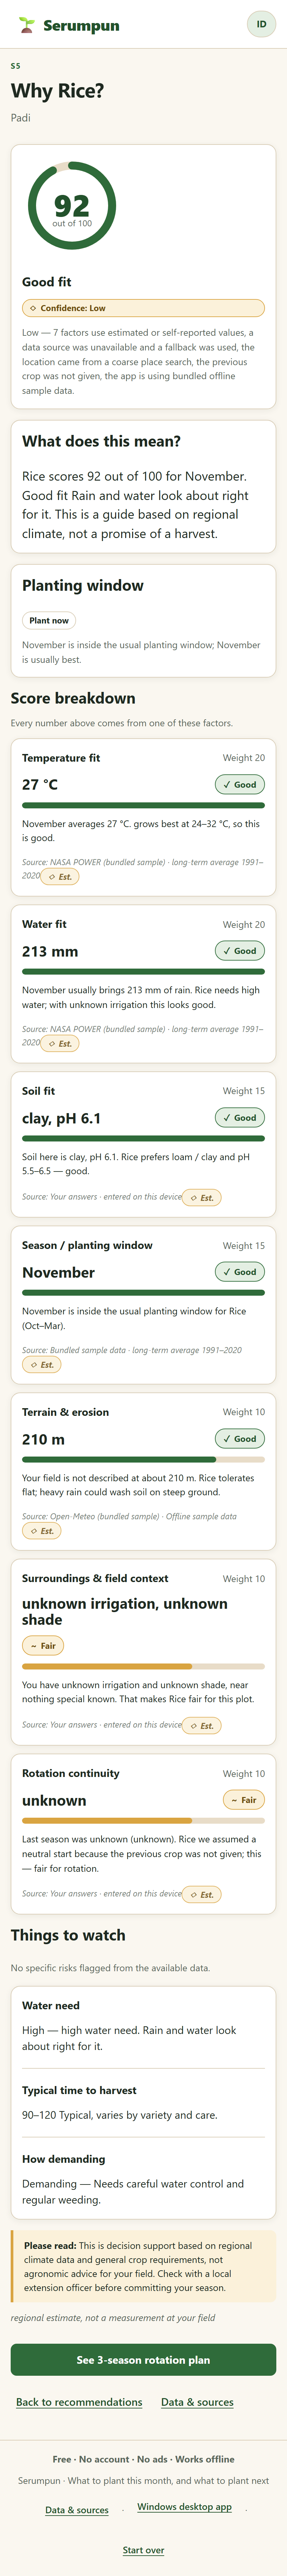 Serumpun
ID
S5
Why Rice?
Padi
92
out of 100
Good fit
◇ Confidence: Low
Low — 7 factors use estimated or self-reported values, a
data source was unavailable and a fallback was used, the
location came from a coarse place search, the previous
crop was not given, the app is using bundled offline
sample data.
What does this mean?
Rice scores 92 out of 100 for November.
Good fit Rain and water look about right
for it. This is a guide based on regional
climate, not a promise of a harvest.
Planting window
Plant now
November is inside the usual planting window; November
is usually best.
Score breakdown
Every number above comes from one of these factors.
Temperature fit
Weight 20
27 °C
✓ Good
November averages 27 °C. grows best at 24–32 °C, so this
is good.
Source: NASA POWER (bundled sample) · long-term average 1991–
2020 ◇ Est.
Water fit
Weight 20
213 mm
✓ Good
November usually brings 213 mm of rain. Rice needs high
water; with unknown irrigation this looks good.
Source: NASA POWER (bundled sample) · long-term average 1991–
2020 ◇ Est.
Soil fit
Weight 15
clay, pH 6.1
✓ Good
Soil here is clay, pH 6.1. Rice prefers loam / clay and pH
5.5–6.5 — good.
Source: Your answers · entered on this device ◇ Est.
Season / planting window
Weight 15
November
✓ Good
November is inside the usual planting window for Rice
(Oct–Mar).
Source: Bundled sample data · long-term average 1991–2020
◇ Est.
Terrain & erosion
Weight 10
210 m
✓ Good
Your field is not described at about 210 m. Rice tolerates
flat; heavy rain could wash soil on steep ground.
Source: Open-Meteo (bundled sample) · Offline sample data
◇ Est.
Surroundings & field context
Weight 10
unknown irrigation, unknown
shade
~ Fair
You have unknown irrigation and unknown shade, near
nothing special known. That makes Rice fair for this plot.
Source: Your answers · entered on this device ◇ Est.
Rotation continuity
Weight 10
unknown
~ Fair
Last season was unknown (unknown). Rice we assumed a
neutral start because the previous crop was not given; this
— fair for rotation.
Source: Your answers · entered on this device ◇ Est.
Things to watch
No specific risks flagged from the available data.
Water need
High — high water need. Rain and water look
about right for it.
Typical time to harvest
90–120 Typical, varies by variety and care.
How demanding
Demanding — Needs careful water control and
regular weeding.
Please read: This is decision support based on regional
climate data and general crop requirements, not
agronomic advice for your field. Check with a local
extension officer before committing your season.
regional estimate, not a measurement at your field
See 3-season rotation plan
Back to recommendations
Data & sources
Free · No account · No ads · Works offline
Serumpun · What to plant this month, and what to plant next
Data & sources · Windows desktop app ·
Start over